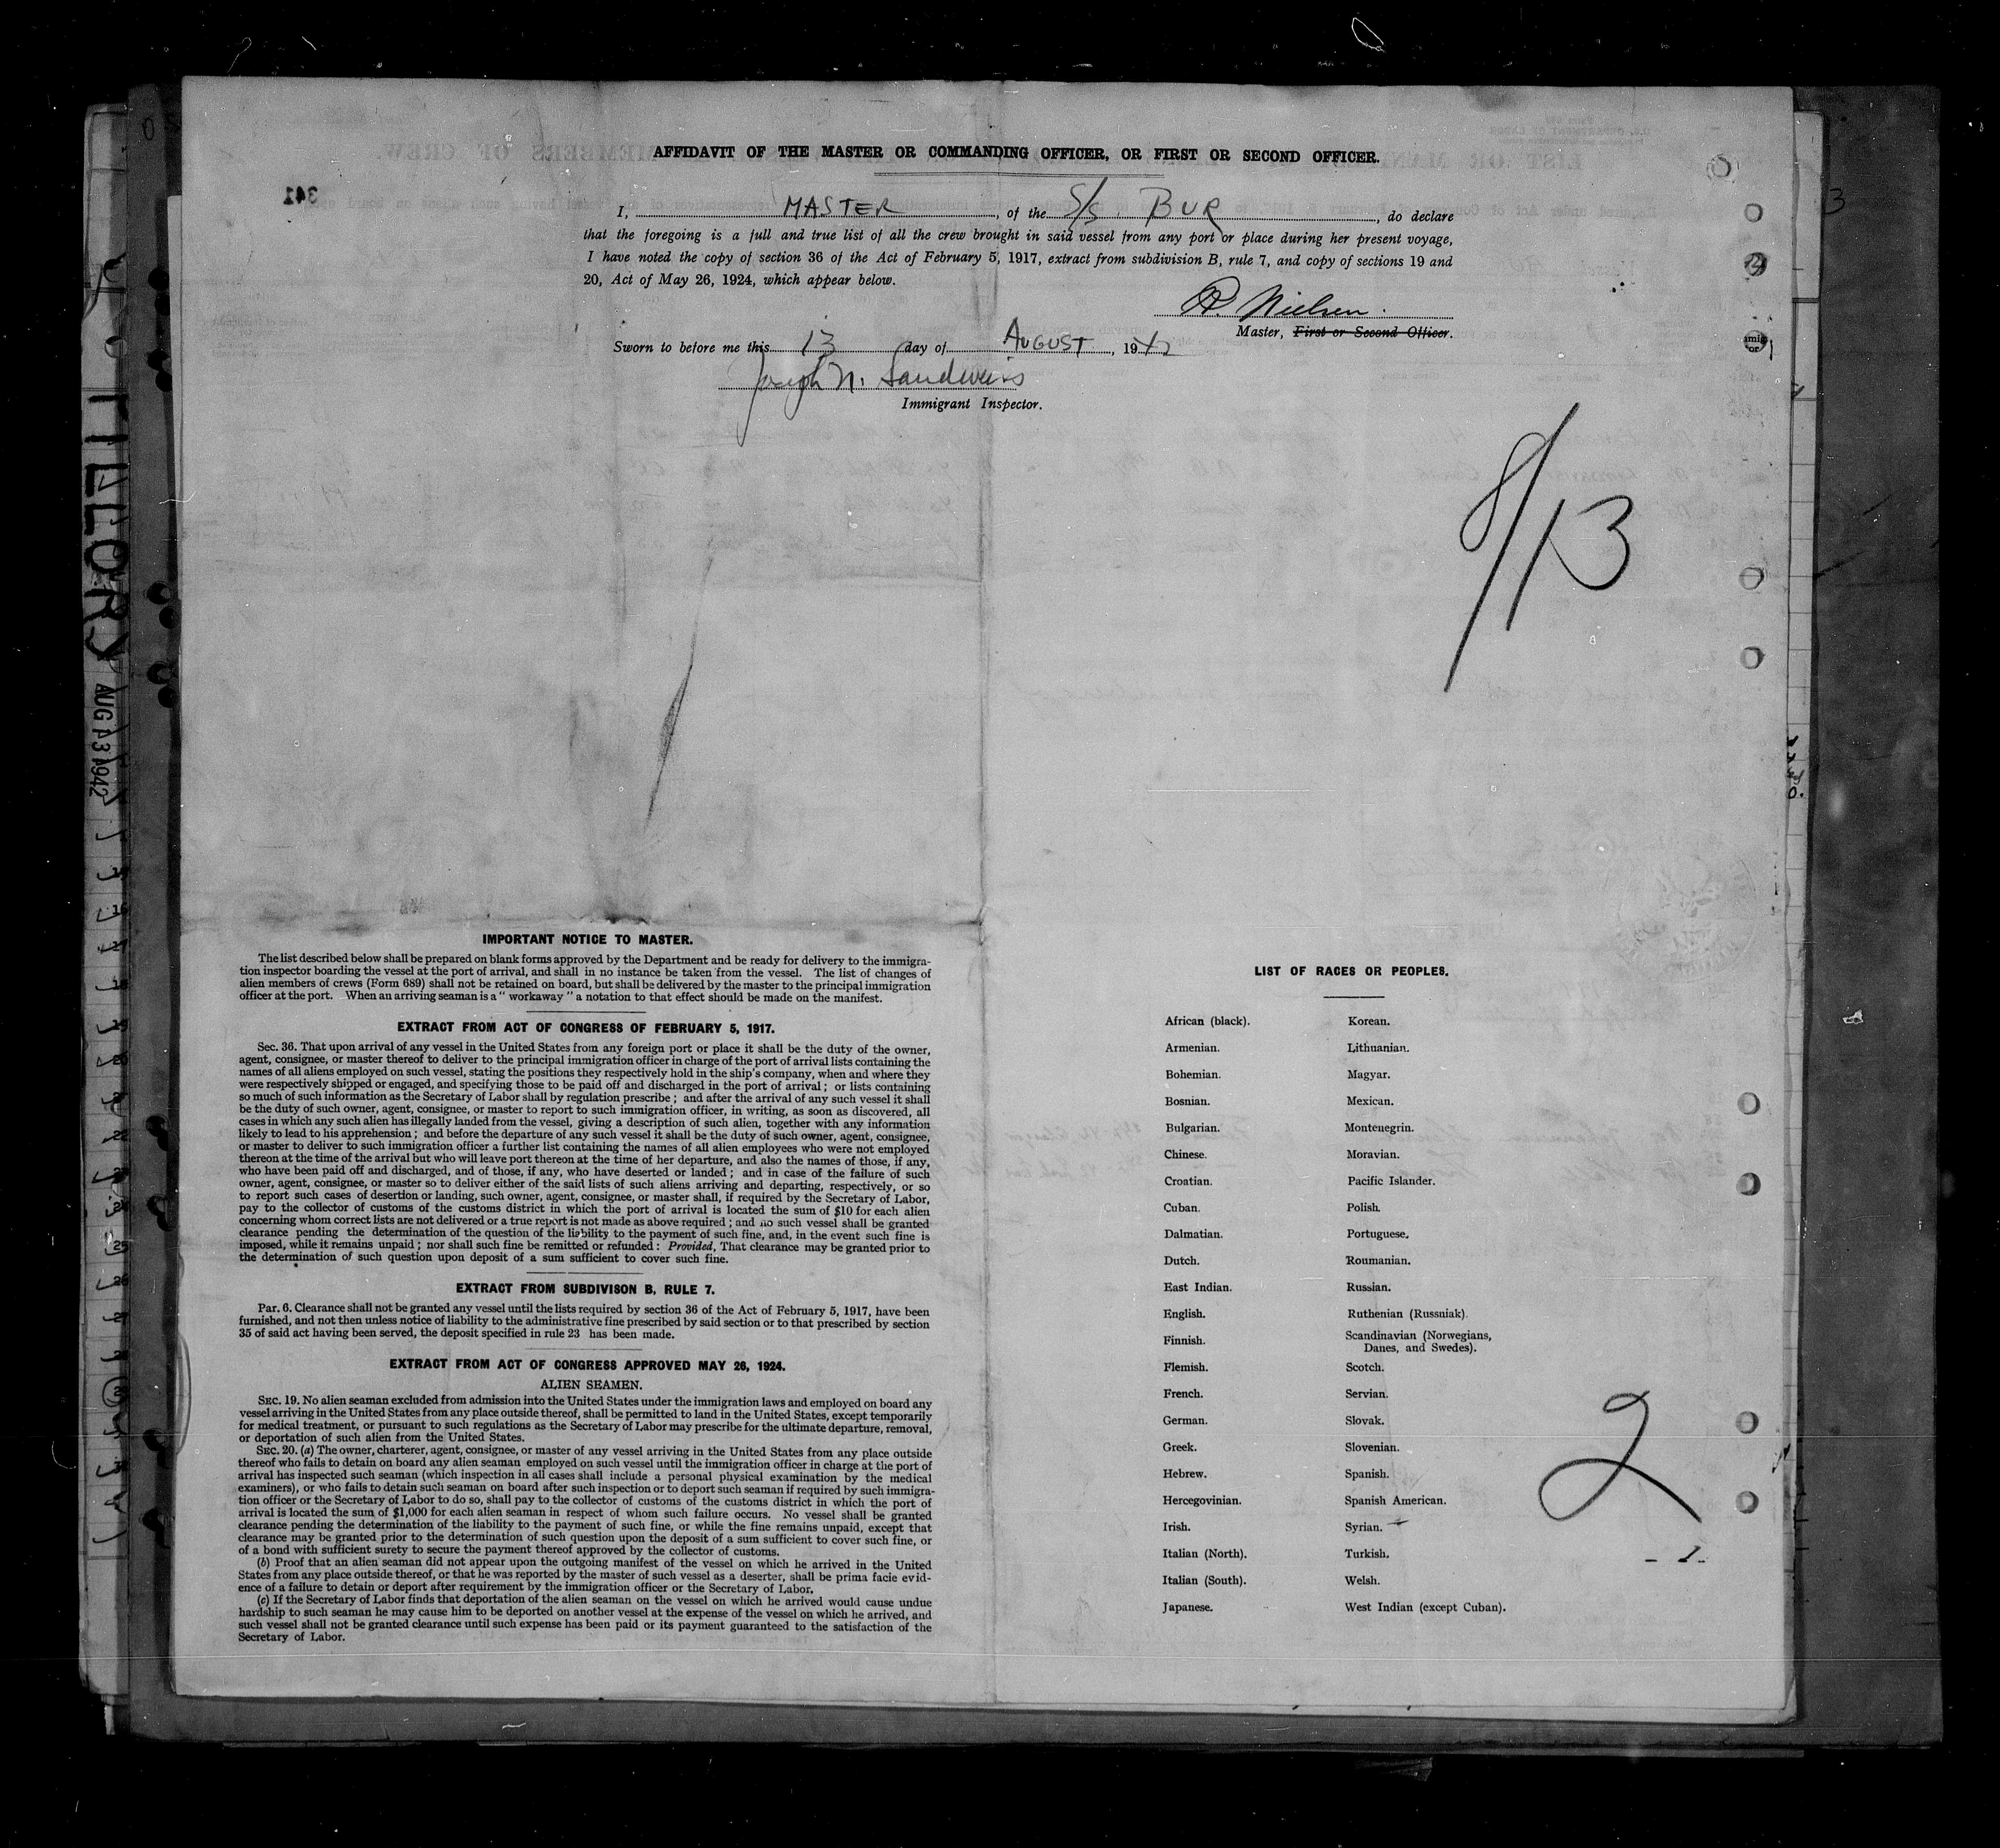 AFFIDAVIT OF THE MASTER OR COMMANDING OFFICER, OR FIRST OR SECOND OFFICER.
341
I, MASTER, of the S/S BUR, do declare
that the foregoing is a full and true list of all the crew brought in said vessel from any port or place during her present voyage,
I have noted the copy of section 36 of the Act of February 5, 1917, extract from subdivision B, rule 7, and copy of sections 19 and
20, Act of May 26, 1924, which appear below.
Nielsen
Master, First or Second Officer.
Sworn to before me this 13 day of AUGUST, 1942
Joseph N. Sandweiss
Immigrant Inspector.
8/13
AUG 13 1942
IMPORTANT NOTICE TO MASTER.
The list described below shall be prepared on blank forms approved by the Department and be ready for delivery to the immigra-
tion inspector boarding the vessel at the port of arrival, and shall in no instance be taken from the vessel. The list of changes of
alien members of crews (Form 689) shall not be retained on board, but shall be delivered by the master to the principal immigration
officer at the port. When an arriving seaman is a " workaway " a notation to that effect should be made on the manifest.
EXTRACT FROM ACT OF CONGRESS OF FEBRUARY 5, 1917.
Sec. 36. That upon arrival of any vessel in the United States from any foreign port or place it shall be the duty of the owner,
agent, consignee, or master thereof to deliver to the principal immigration officer in charge of the port of arrival lists containing the
names of all aliens employed on such vessel, stating the positions they respectively hold in the ship's company, when and where they
were respectively shipped or engaged, and specifying those to be paid off and discharged in the port of arrival; or lists containing
so much of such information as the Secretary of Labor shall by regulation prescribe; and after the arrival of any such vessel it shall
be the duty of such owner, agent, consignee, or master to report to such immigration officer, in writing, as soon as discovered, all
cases in which any such alien has illegally landed from the vessel, giving a description of such alien, together with any information
likely to lead to his apprehension; and before the departure of any such vessel it shall be the duty of such owner, agent, consignee,
or master to deliver to such immigration officer a further list containing the names of all alien employees who were not employed
thereon at the time of the arrival but who will leave port thereon at the time of her departure, and also the names of those, if any,
who have been paid off and discharged, and of those, if any, who have deserted or landed; and in case of the failure of such
owner, agent, consignee, or master so to deliver either of the said lists of such aliens arriving and departing, respectively, or so
to report such cases of desertion or landing, such owner, agent, consignee, or master shall, if required by the Secretary of Labor,
pay to the collector of customs of the customs district in which the port of arrival is located the sum of $10 for each alien
concerning whom correct lists are not delivered or a true report is not made as above required; and no such vessel shall be granted
clearance pending the determination of the question of the liability to the payment of such fine, and, in the event such fine is
imposed, while it remains unpaid; nor shall such fine be remitted or refunded: Provided, That clearance may be granted prior to
the determination of such question upon deposit of a sum sufficient to cover such fine.
EXTRACT FROM SUBDIVISON B, RULE 7.
Par. 6. Clearance shall not be granted any vessel until the lists required by section 36 of the Act of February 5, 1917, have been
furnished, and not then unless notice of liability to the administrative fine prescribed by said section or to that prescribed by section
35 of said act having been served, the deposit specified in rule 23 has been made.
EXTRACT FROM ACT OF CONGRESS APPROVED MAY 26, 1924.
ALIEN SEAMEN.
SEC. 19. No alien seaman excluded from admission into the United States under the immigration laws and employed on board any
vessel arriving in the United States from any place outside thereof, shall be permitted to land in the United States, except temporarily
for medical treatment, or pursuant to such regulations as the Secretary of Labor may prescribe for the ultimate departure, removal,
or deportation of such alien from the United States.
SEC. 20. (a) The owner, charterer, agent, consignee, or master of any vessel arriving in the United States from any place outside
thereof who fails to detain on board any alien seaman employed on such vessel until the immigration officer in charge at the port of
arrival has inspected such seaman (which inspection in all cases shall include a personal physical examination by the medical
examiners), or who fails to detain such seaman on board after such inspection or to deport such seaman if required by such immigra-
tion officer or the Secretary of Labor to do so, shall pay to the collector of customs of the customs district in which the port of
arrival is located the sum of $1,000 for each alien seaman in respect of whom such failure occurs. No vessel shall be granted
clearance pending the determination of the liability to the payment of such fine, or while the fine remains unpaid, except that
clearance may be granted prior to the determination of such question upon the deposit of a sum sufficient to cover such fine, or
of a bond with sufficient surety to secure the payment thereof approved by the collector of customs.
(b) Proof that an alien seaman did not appear upon the outgoing manifest of the vessel on which he arrived in the United
States from any place outside thereof, or that he was reported by the master of such vessel as a deserter, shall be prima facie evid-
ence of a failure to detain or deport after requirement by the immigration officer or the Secretary of Labor.
(c) If the Secretary of Labor finds that deportation of the alien seaman on the vessel on which he arrived would cause undue
hardship to such seaman he may cause him to be deported on another vessel at the expense of the vessel on which he arrived, and
such vessel shall not be granted clearance until such expense has been paid or its payment guaranteed to the satisfaction of the
Secretary of Labor.
LIST OF RACES OR PEOPLES.
African (black). Korean.
Armenian. Lithuanian.
Bohemian. Magyar.
Bosnian. Mexican.
Bulgarian. Montenegrin.
Chinese. Moravian.
Croatian. Pacific Islander.
Cuban. Polish.
Dalmatian. Portuguese.
Dutch. Roumanian.
East Indian. Russian.
English. Ruthenian (Russniak).
Finnish. Scandinavian (Norwegians,
Danes, and Swedes).
Flemish. Scotch.
French. Servian.
German. Slovak.
Greek. Slovenian.
Hebrew. Spanish.
Hercegovinian. Spanish American.
Irish. Syrian.
Italian (North). Turkish.
Italian (South). Welsh.
Japanese. West Indian (except Cuban).
2
- 1 -